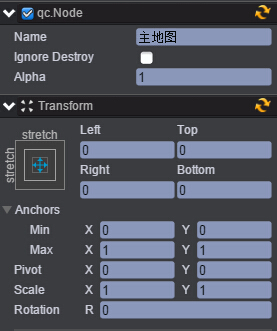 qc.Node
Name 主地图
Ignore Destroy
Alpha 1
Transform
stretch
stretch
Left Top
0 0
Right Bottom
0 0
Anchors
Min X 0 Y 0
Max X 1 Y 1
Pivot X 0 Y 0
Scale X 1 Y 1
Rotation R 0